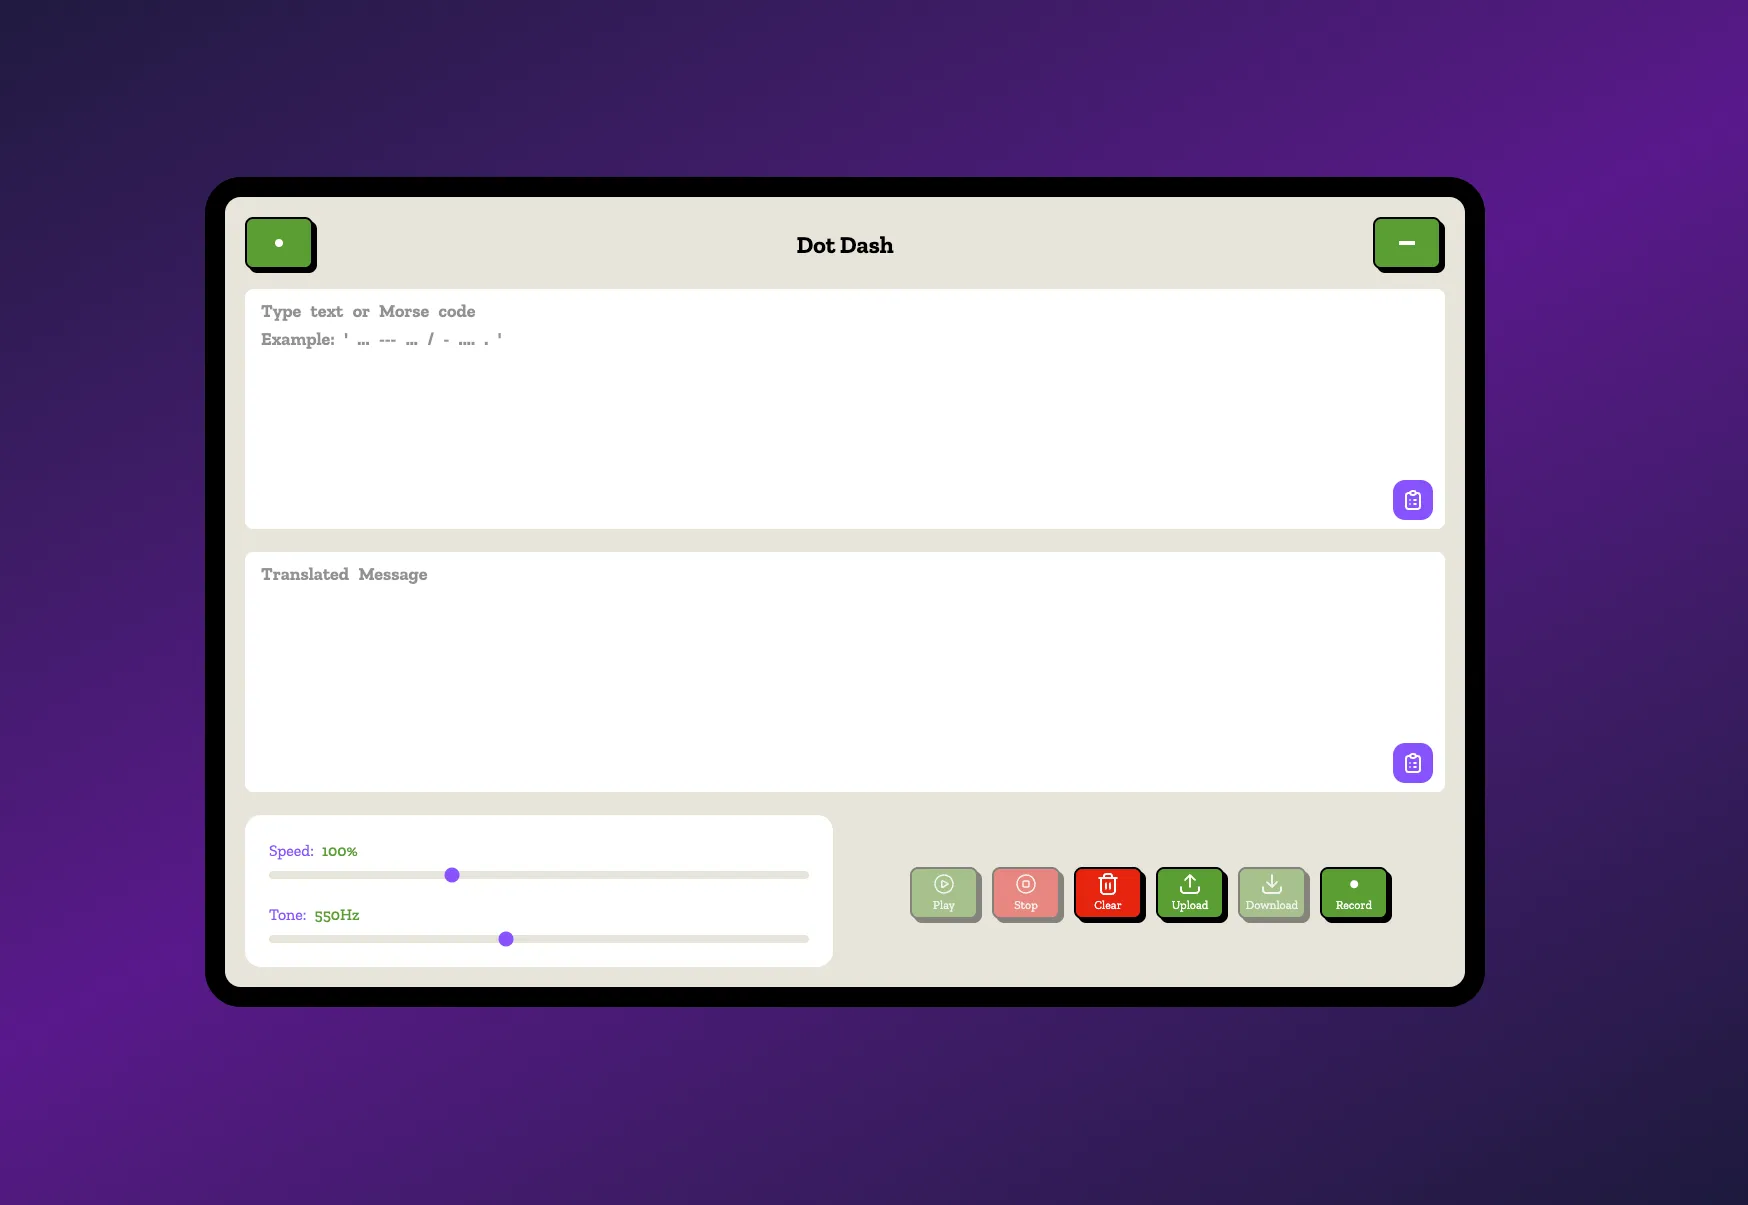 Dot Dash
Type text or Morse code
Example: ' ... --- ... / - .... . '
Translated Message
Speed: 100%
Tone: 550Hz
Play
Stop
Clear
Upload
Download
Record